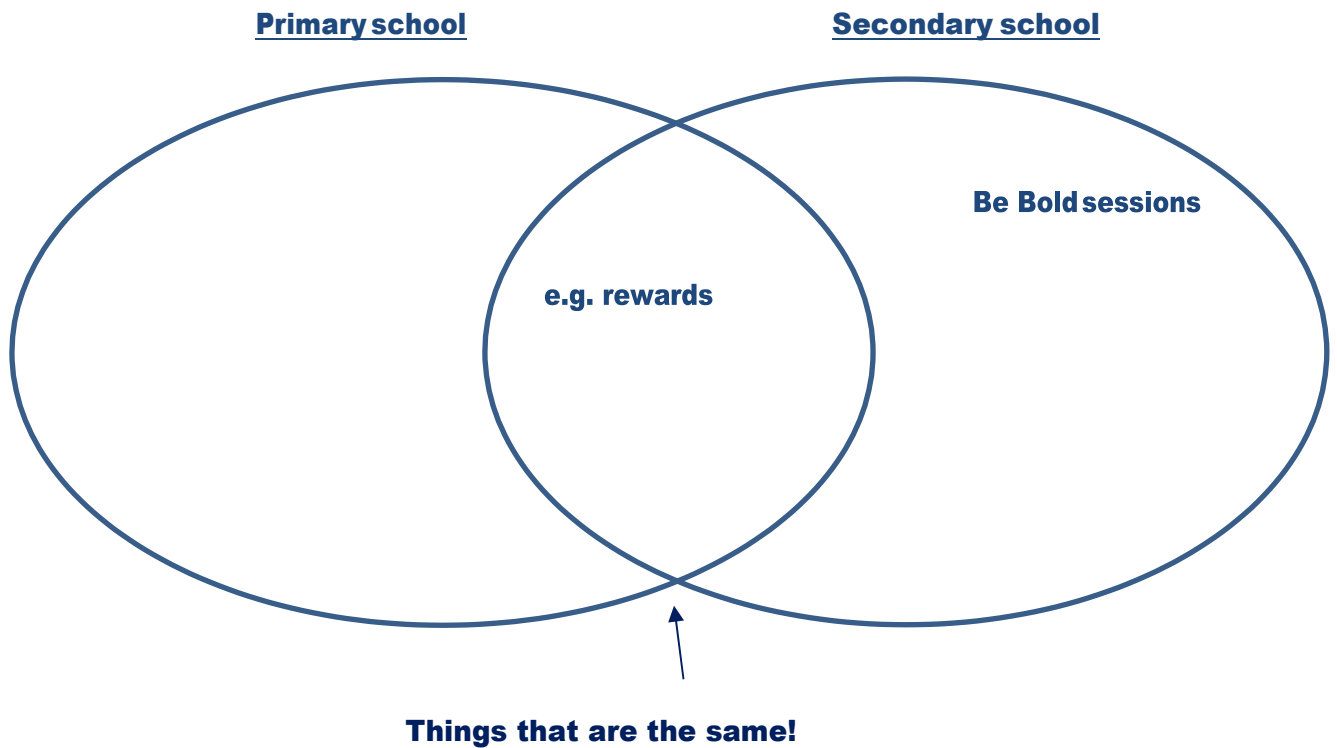 Primary school
Secondary school
Be Bold sessions
e.g. rewards
Things that are the same!